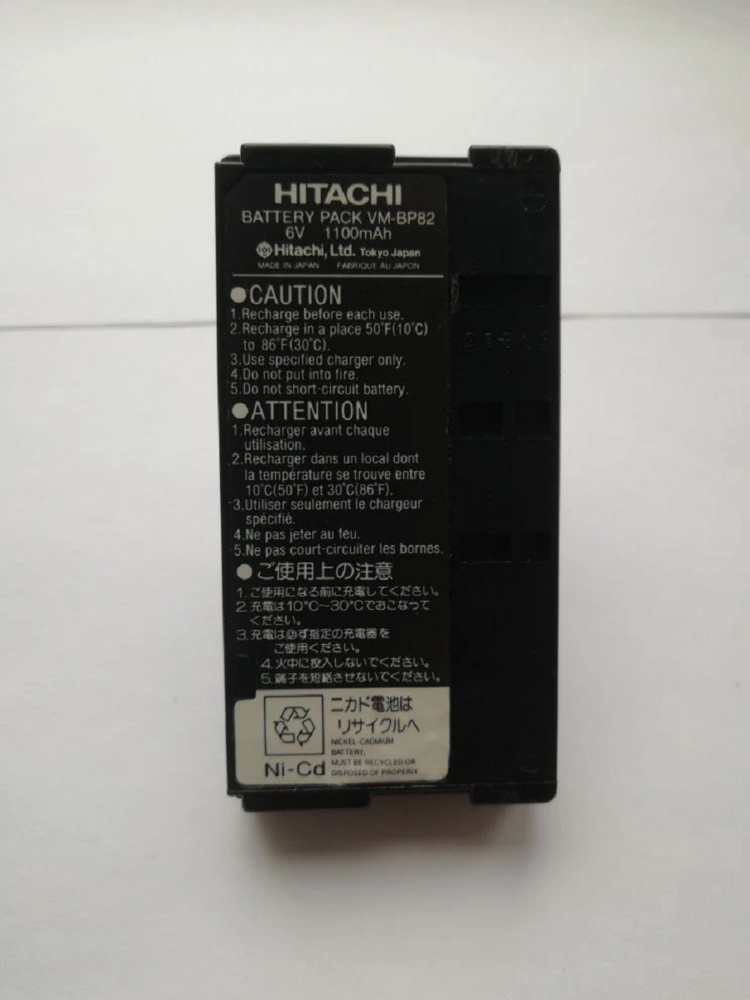 HITACHI
BATTERY PACK VM-BP82
6V 1100mAh
Hitachi, Ltd. Tokyo Japan
MADE IN JAPAN FABRIQUE AU JAPON
●CAUTION
1.Recharge before each use.
2.Recharge in a place 50°F(10°C)
to 86°F(30°C).
3.Use specified charger only.
4.Do not put into fire.
5.Do not short-circuit battery.
●ATTENTION
1.Recharger avant chaque
utilisation.
2.Recharger dans un local dont
la température se trouve entre
10°C(50°F) et 30°C(86°F).
3.Utiliser seulement le chargeur
spécifié.
4.Ne pas jeter au feu.
5.Ne pas court-circuiter les bornes.
●ご使用上の注意
1.ご使用になる前に充電してください。
2.充電は10°C〜30°Cでおこなって
ください。
3.充電は必ず指定の充電器を
ご使用ください。
4.火中に投入しないでください。
5.端子を短絡させないでください。
ニカド電池は
リサイクルへ
NICKEL-CADMIUM
BATTERY,
MUST BE RECYCLED OR
Ni-Cd DISPOSED OF PROPERLY.